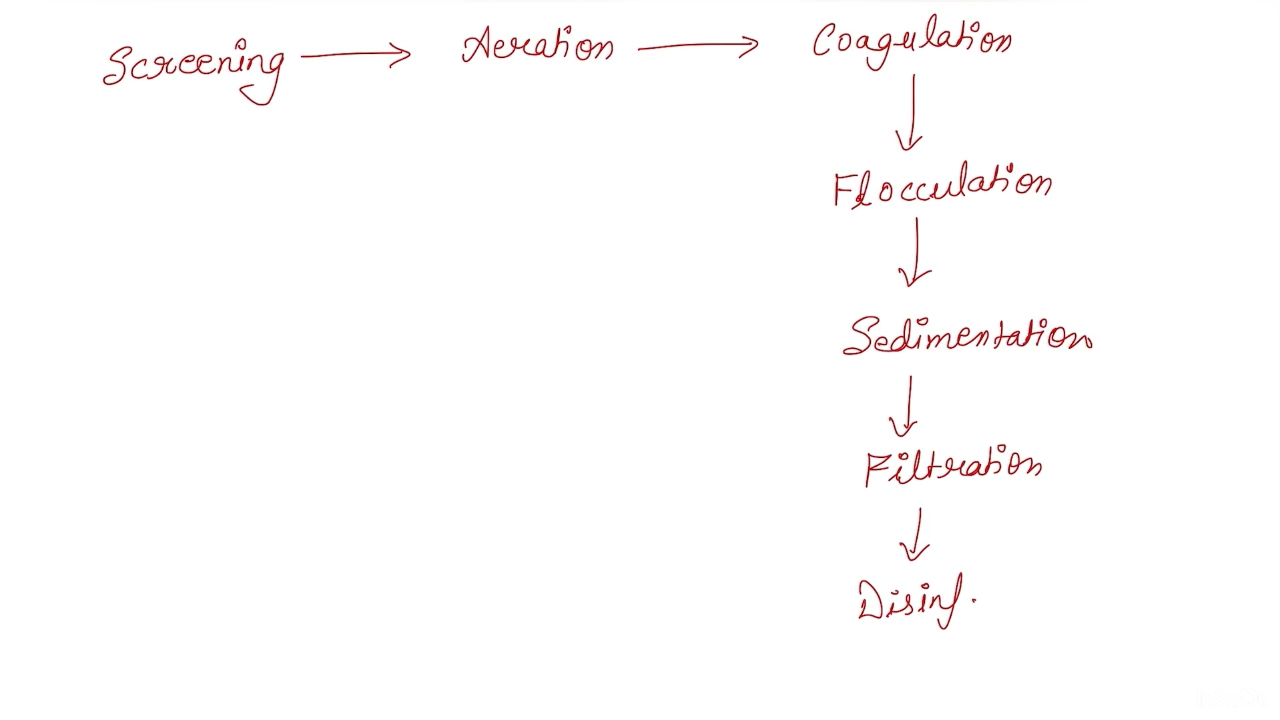 Screening → Aeration → Coagulation
↓
Flocculation
↓
Sedimentation
↓
Filtration
↓
Disinf.